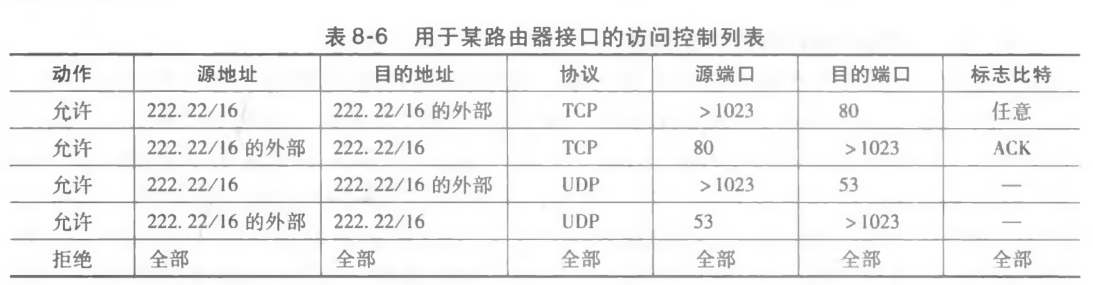 表 8-6 用于某路由器接口的访问控制列表
动作 源地址 目的地址 协议 源端口 目的端口 标志比特
允许 222. 22/16 222. 22/16 的外部 TCP >1023 80 任意
允许 222. 22/16 的外部 222. 22/16 TCP 80 >1023 ACK
允许 222. 22/16 222. 22/16 的外部 UDP >1023 53 —
允许 222. 22/16 的外部 222. 22/16 UDP 53 >1023 —
拒绝 全部 全部 全部 全部 全部 全部